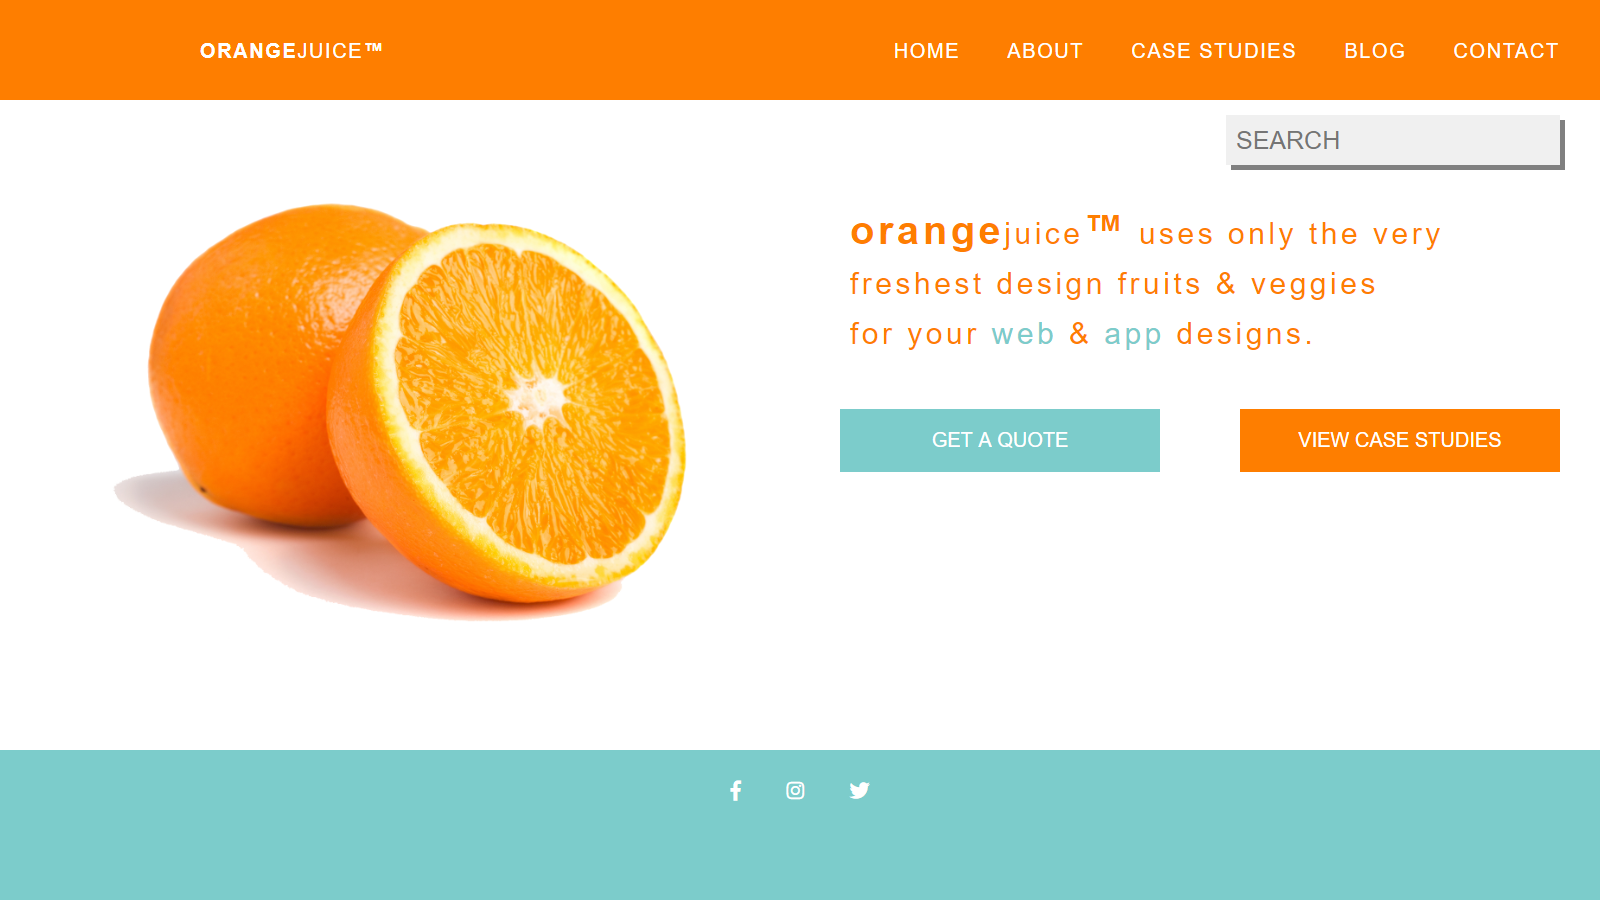 ORANGEJUICE™
HOME ABOUT CASE STUDIES BLOG CONTACT
SEARCH
orangejuice™ uses only the very
freshest design fruits & veggies
for your web & app designs.
GET A QUOTE
VIEW CASE STUDIES